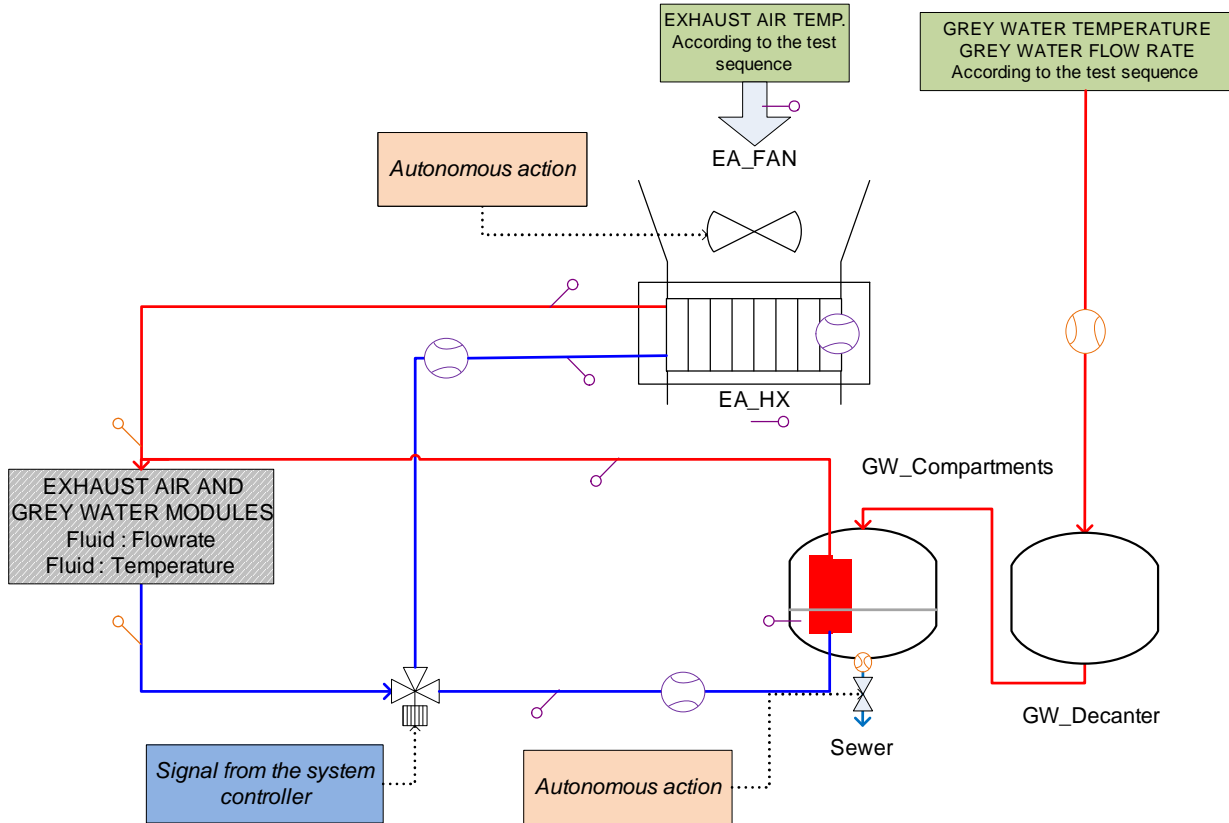 EXHAUST AIR TEMP.
According to the test
sequence
GREY WATER TEMPERATURE
GREY WATER FLOW RATE
According to the test sequence
EA_FAN
Autonomous action
EA_HX
GW_Compartments
EXHAUST AIR AND
GREY WATER MODULES
Fluid : Flowrate
Fluid : Temperature
GW_Decanter
Sewer
Signal from the system
controller
Autonomous action